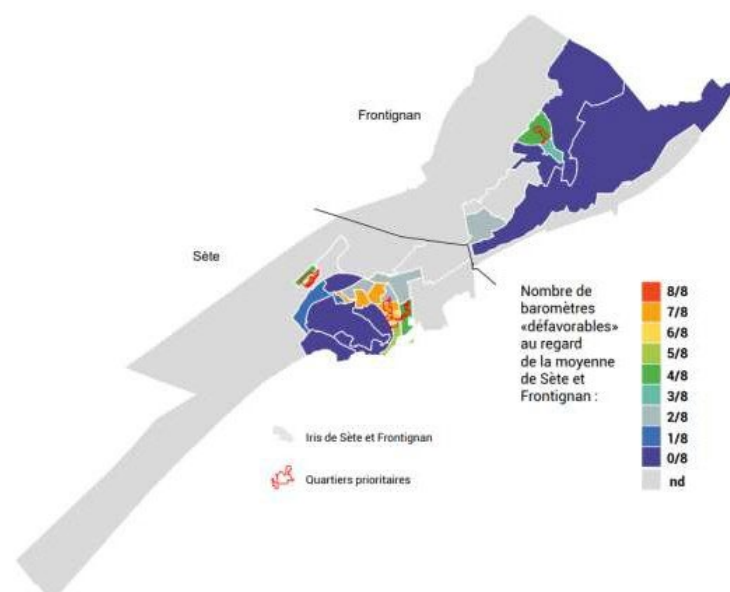 Frontignan
Sète
Nombre de
baromètres
«défavorables»
au regard
de la moyenne
de Sète et
Frontignan :
8/8
7/8
6/8
5/8
4/8
3/8
2/8
1/8
0/8
nd
Iris de Sète et Frontignan
Quartiers prioritaires